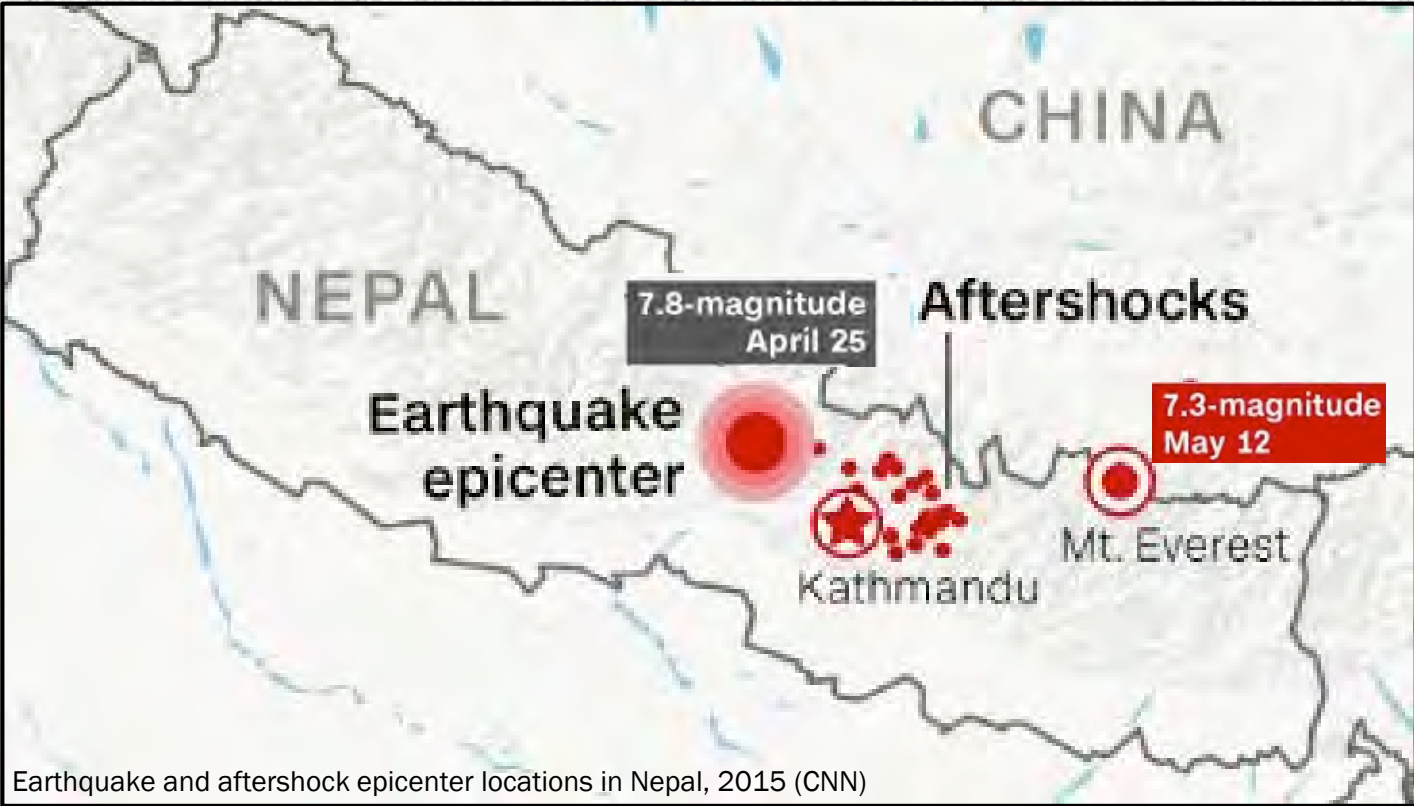 CHINA
NEPAL
7.8-magnitude
April 25
Aftershocks
Earthquake
epicenter
7.3-magnitude
May 12
Mt. Everest
Kathmandu
Earthquake and aftershock epicenter locations in Nepal, 2015 (CNN)